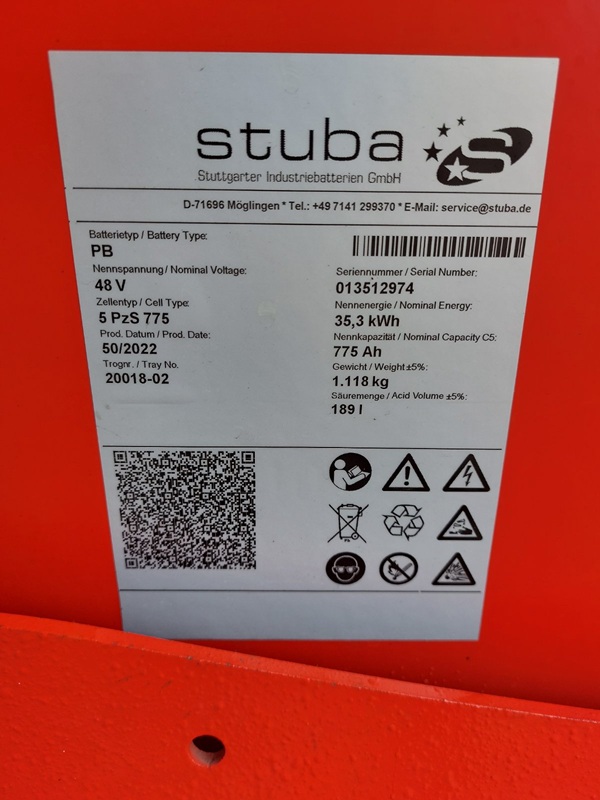 stuba
Stuttgarter Industriebatterien GmbH
D-71696 Möglingen * Tel.: +49 7141 299370 * E-Mail: service@stuba.de
Batterietyp / Battery Type:
PB
Nennspannung / Nominal Voltage:
48 V
Zellentyp / Cell Type:
5 PzS 775
Prod. Datum / Prod. Date:
50/2022
Trognr. / Tray No.
20018-02
Seriennummer / Serial Number:
013512974
Nennenergie / Nominal Energy:
35,3 kWh
Nennkapazität / Nominal Capacity C5:
775 Ah
Gewicht / Weight ±5%:
1.118 kg
Säuremenge / Acid Volume ±5%:
189 l